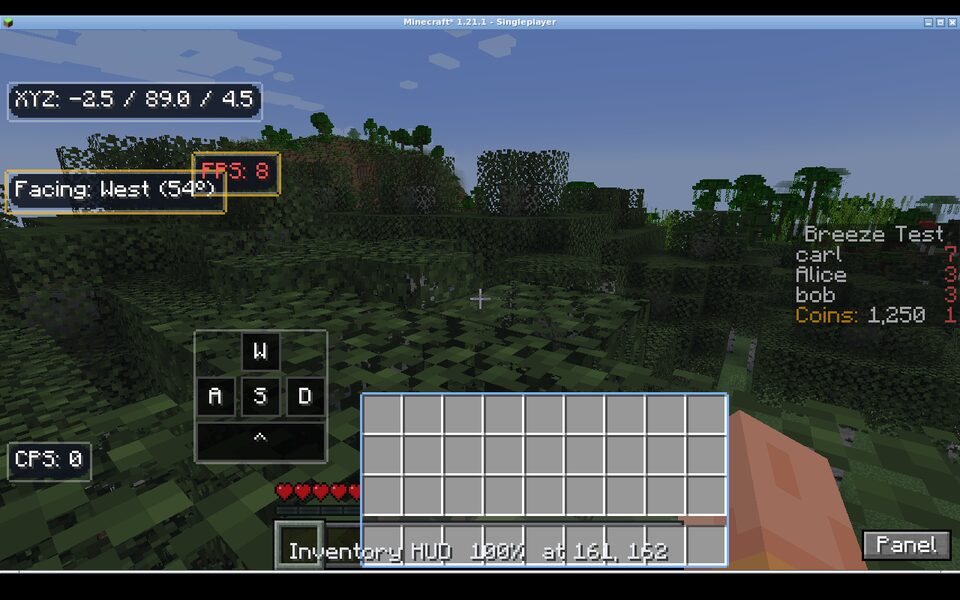 Minecraft* 1.21.1 - Singleplayer
XYZ: -2.5 / 89.0 / 4.5
FPS: 8
Facing: West (54°)
Breeze Test
carl 7
Alice 3
bob 3
Coins: 1,250 1
W
A S D
^
CPS: 0
Inventory HUD 100% at 161, 162
Panel